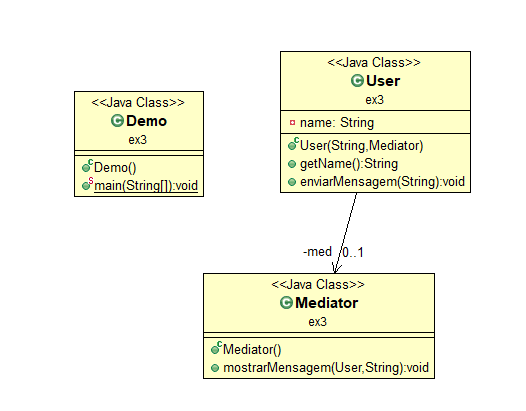 <<Java Class>>
Demo
ex3
Demo()
main(String[]):void
<<Java Class>>
User
ex3
name: String
User(String,Mediator)
getName():String
enviarMensagem(String):void
-med 0..1
<<Java Class>>
Mediator
ex3
Mediator()
mostrarMensagem(User,String):void